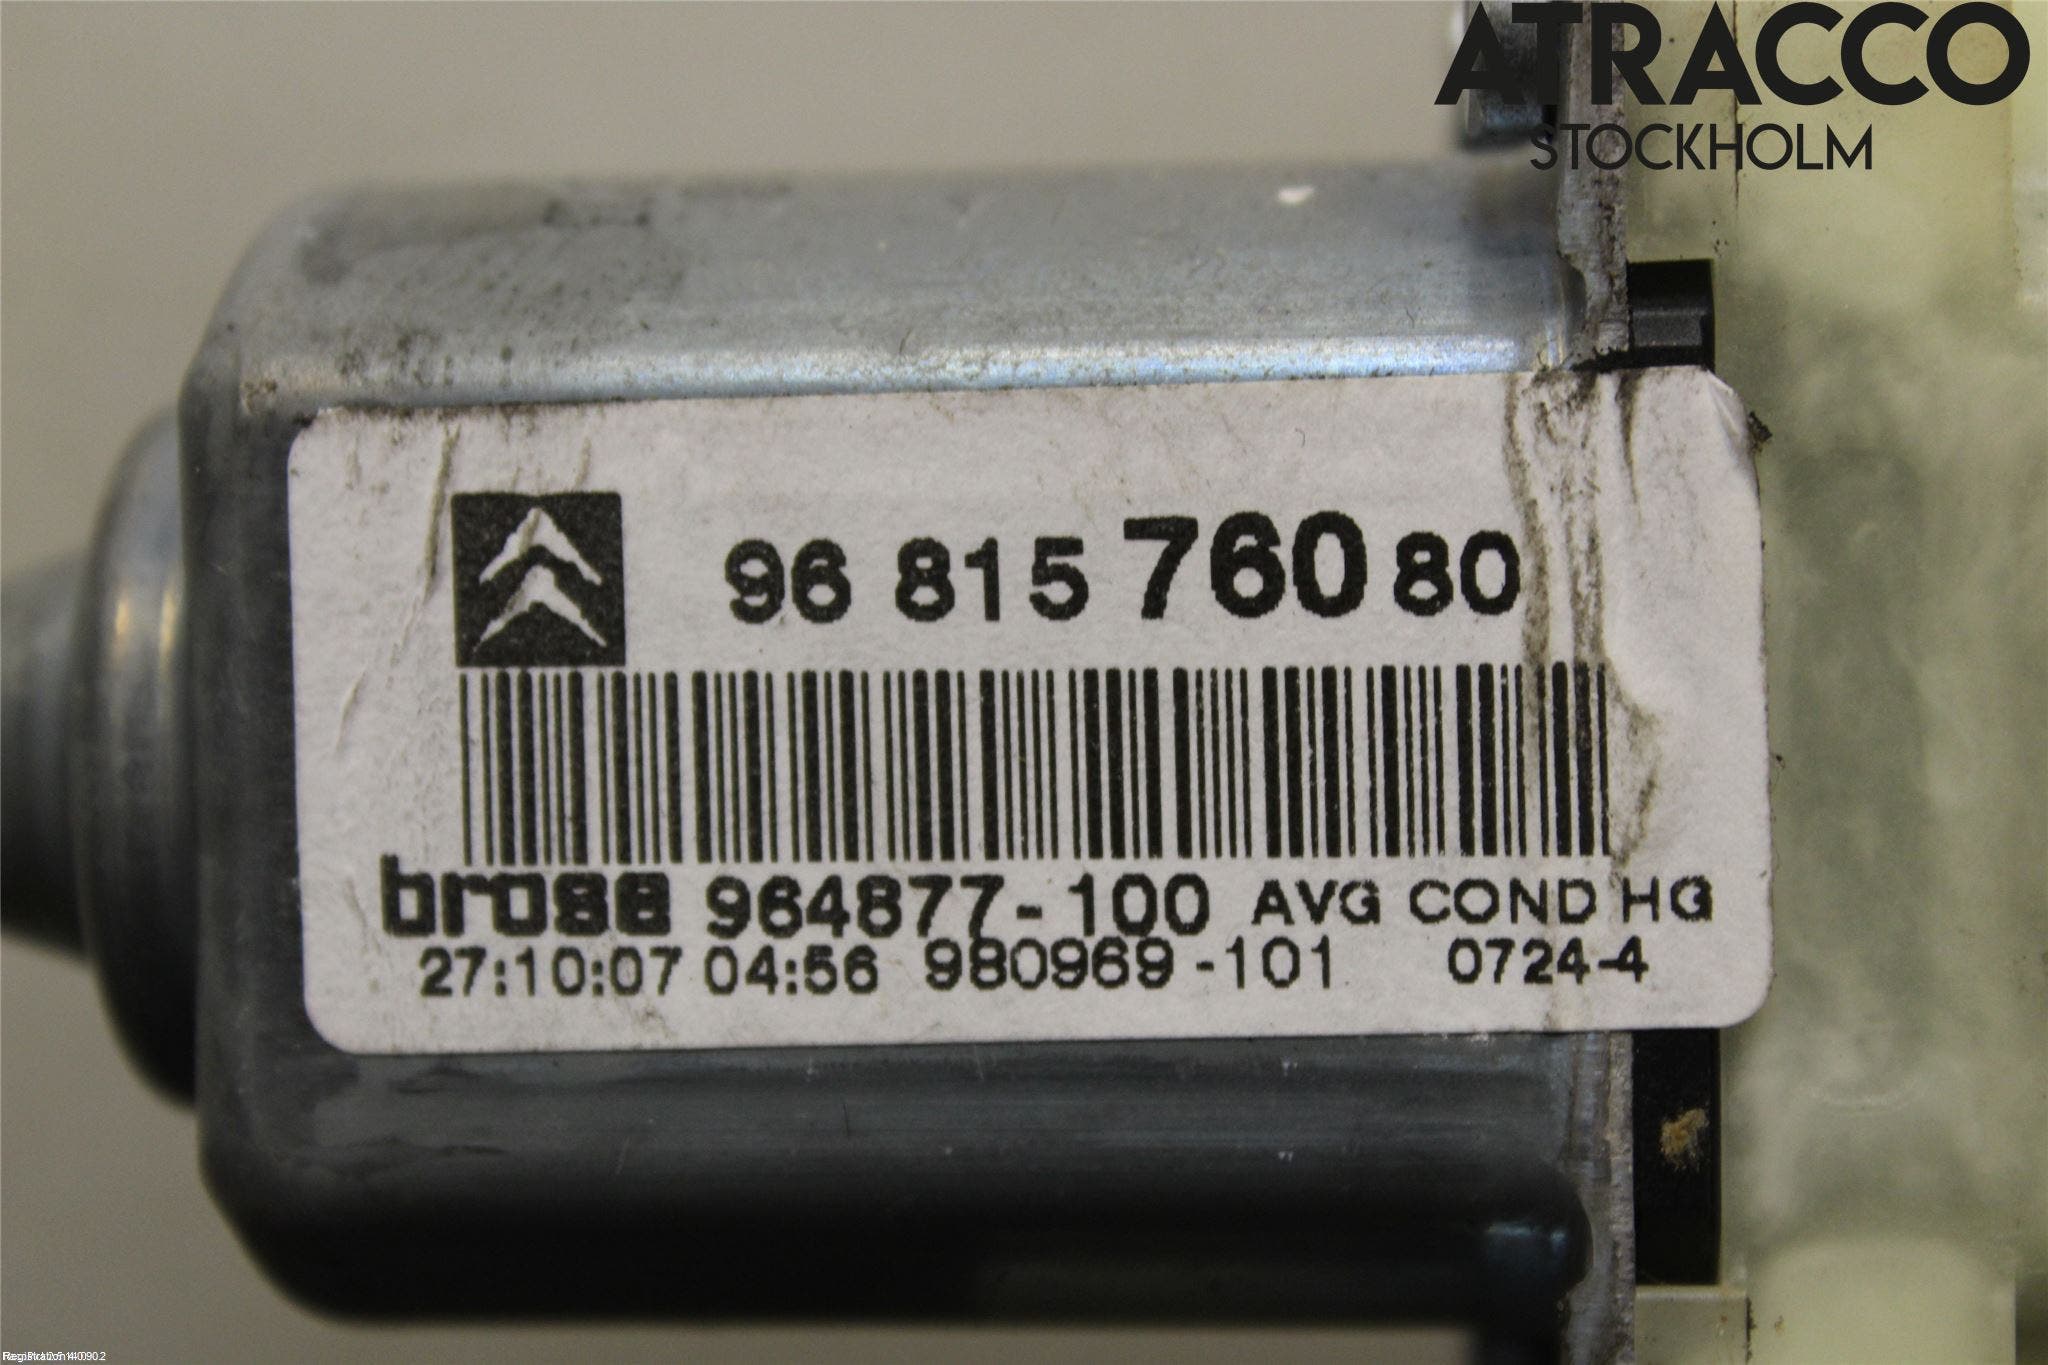 ATRACCO
STOCKHOLM
96 815 760 80
brose 964877-100 AVG COND HG
27:10:07 04:56 980969-101 0724-4